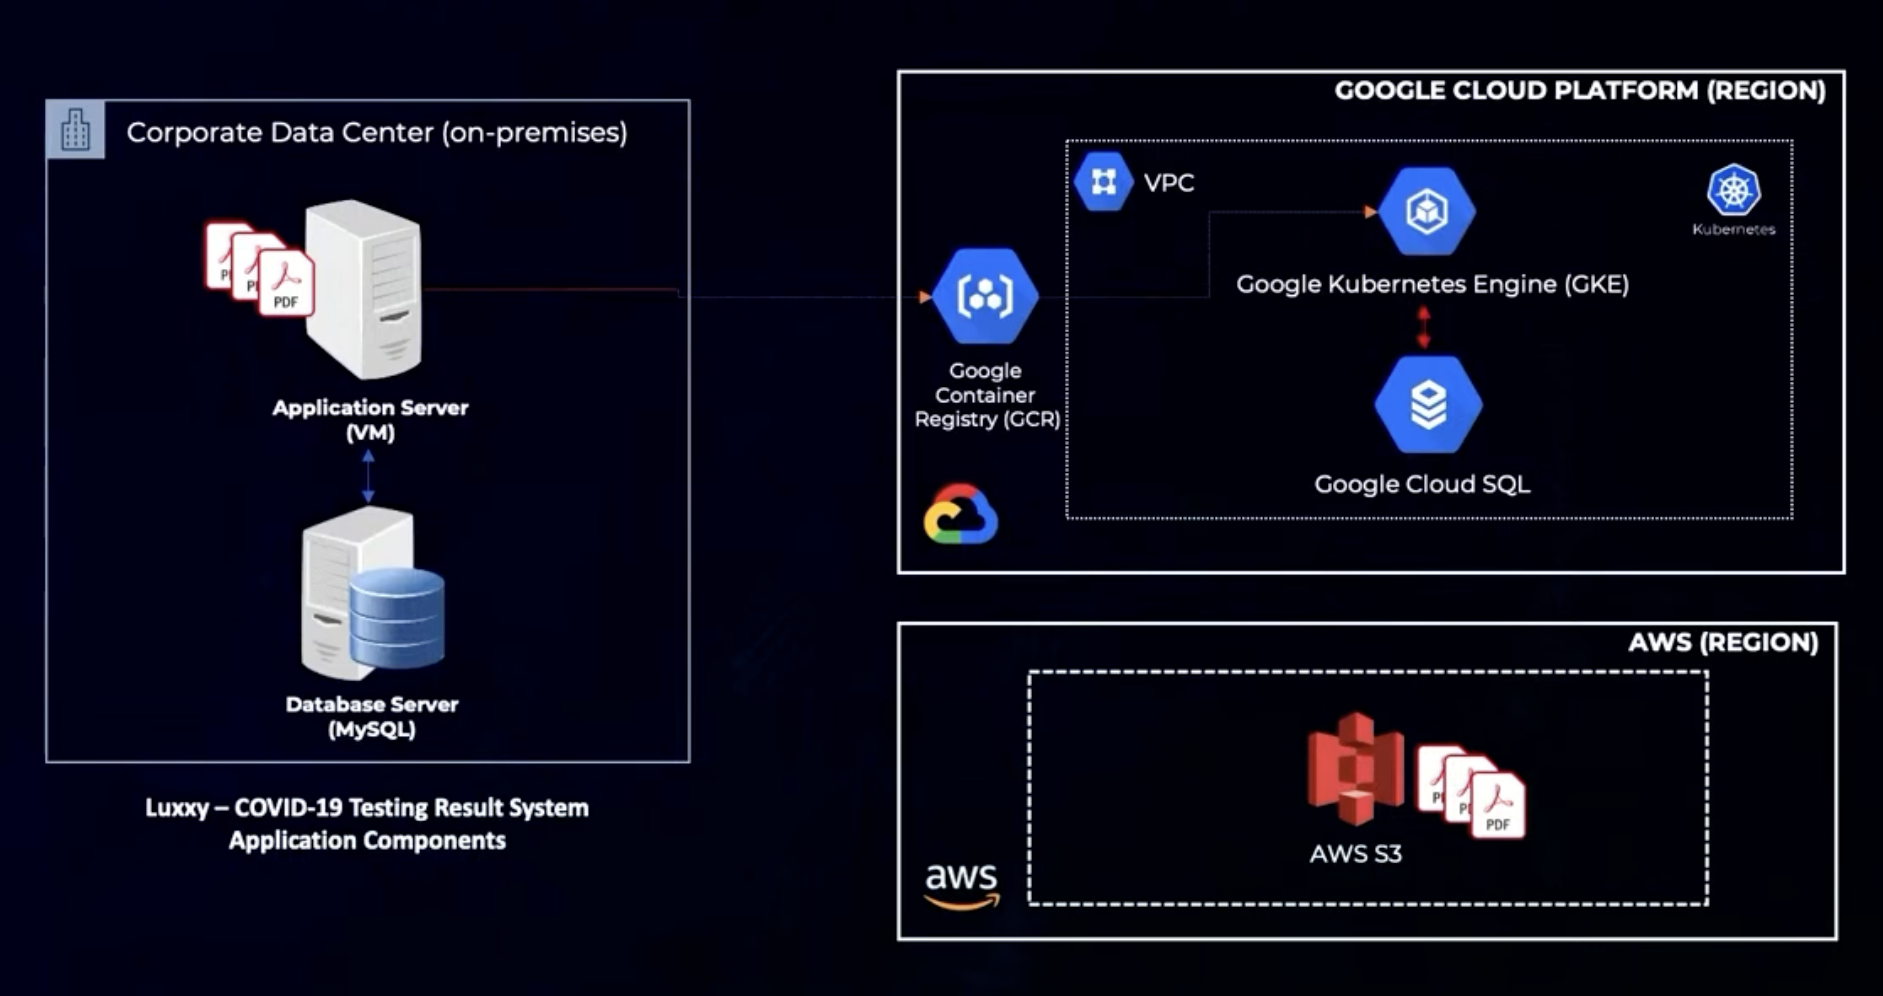 GOOGLE CLOUD PLATFORM (REGION)
Corporate Data Center (on-premises)
VPC
Kubernetes
PDF
Google Kubernetes Engine (GKE)
Google
Container
Registry (GCR)
Application Server
(VM)
Google Cloud SQL
AWS (REGION)
Database Server
(MySQL)
PDF
AWS S3
aws
Luxxy – COVID-19 Testing Result System
Application Components